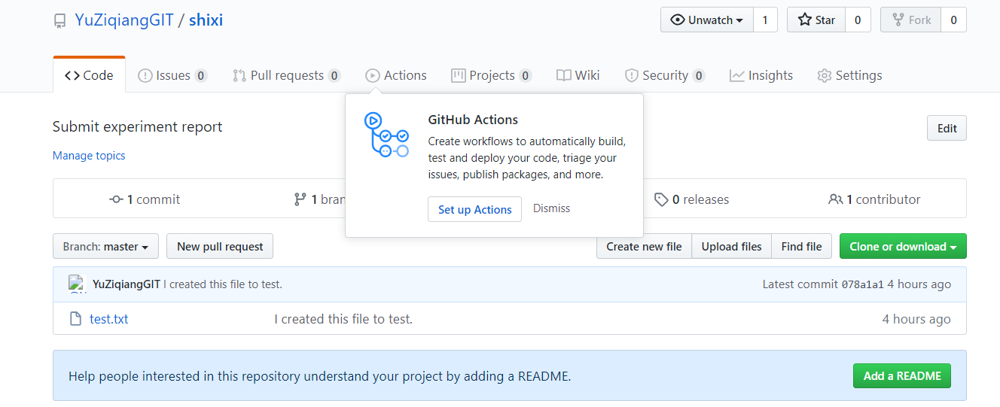 YuZiqiangGIT / shixi
Unwatch 1 Star 0 Fork 0
Code Issues 0 Pull requests 0 Actions Projects 0 Wiki Security 0 Insights Settings
GitHub Actions
Create workflows to automatically build,
test and deploy your code, triage your
issues, publish packages, and more.
Set up Actions Dismiss
Submit experiment report
Edit
Manage topics
1 commit 1 0 releases 1 contributor
Branch: master New pull request Create new file Upload files Find file Clone or download
YuZiqiangGIT I created this file to test. Latest commit 078a1a1 4 hours ago
test.txt I created this file to test. 4 hours ago
Help people interested in this repository understand your project by adding a README. Add a README